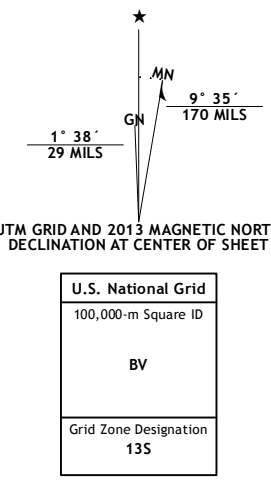 ★
MN
GN
9° 35´
170 MILS
1° 38´
29 MILS
UTM GRID AND 2013 MAGNETIC NORT
DECLINATION AT CENTER OF SHEET
U.S. National Grid
100,000-m Square ID
BV
Grid Zone Designation
13S